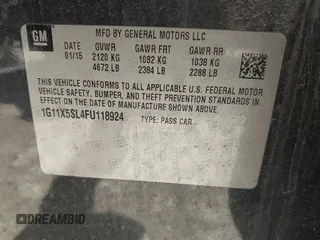 GM
MFD BY GENERAL MOTORS LLC
DATE GVWR GAWR FRT GAWR RR
01/15 2120 KG 1082 KG 1038 KG
4672 LB 2384 LB 2288 LB
THIS VEHICLE CONFORMS TO ALL APPLICABLE U.S. FEDERAL MOTOR
VEHICLE SAFETY, BUMPER, AND THEFT PREVENTION STANDARDS
IN EFFECT ON THE DATE OF MANUFACTURE SHOWN ABOVE.
1G11X5SL4FU118924 TYPE: PASS CAR
DREAMBID